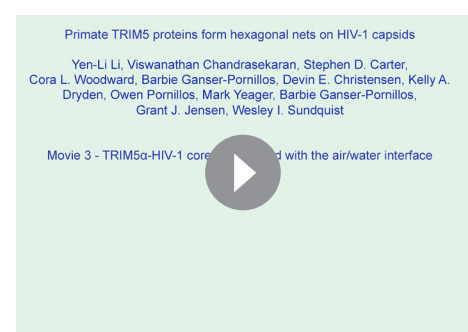 Primate TRIM5 proteins form hexagonal nets on HIV-1 capsids
Yen-Li Li, Viswanathan Chandrasekaran, Stephen D. Carter,
Cora L. Woodward, Barbie Ganser-Pornillos, Devin E. Christensen, Kelly A.
Dryden, Owen Pornillos, Mark Yeager, Barbie Ganser-Pornillos,
Grant J. Jensen, Wesley I. Sundquist
Movie 3 - TRIM5α-HIV-1 with the air/water interface